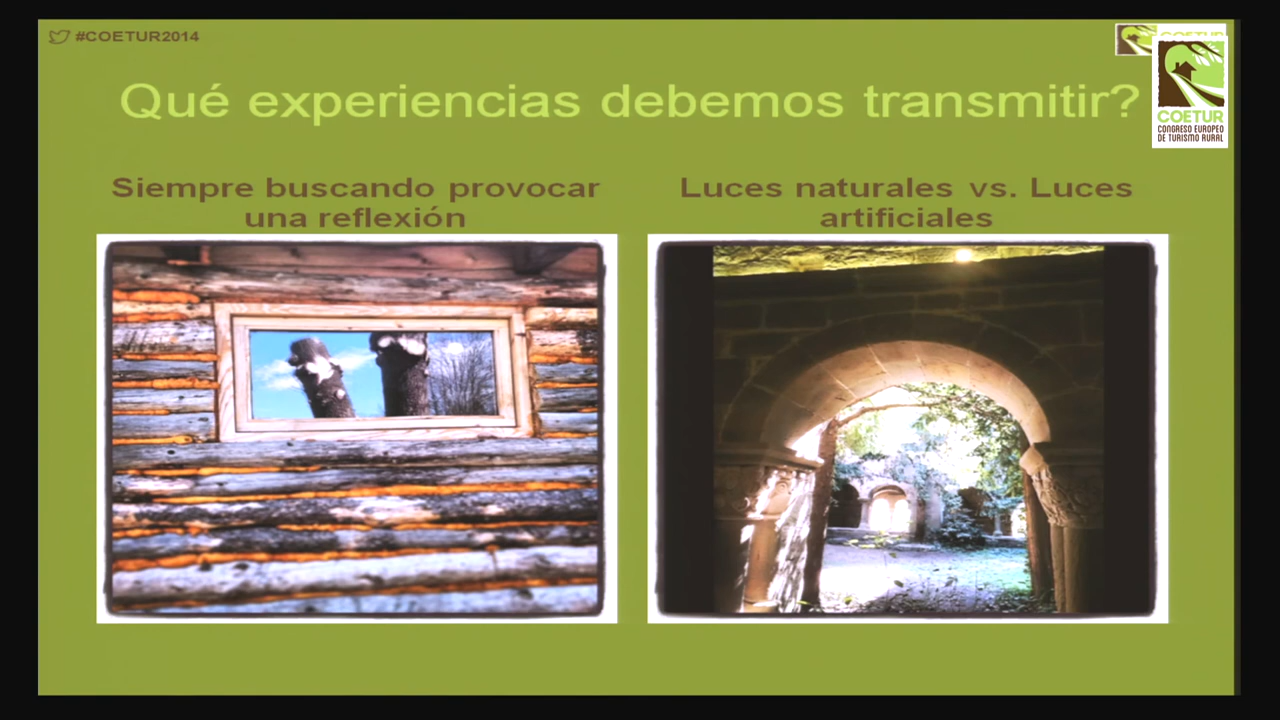 #COETUR2014
COETUR
Qué experiencias debemos transmitir?
COETUR
CONGRESO EUROPEO
DE TURISMO RURAL
Siempre buscando provocar
una reflexión
Luces naturales vs. Luces
artificiales